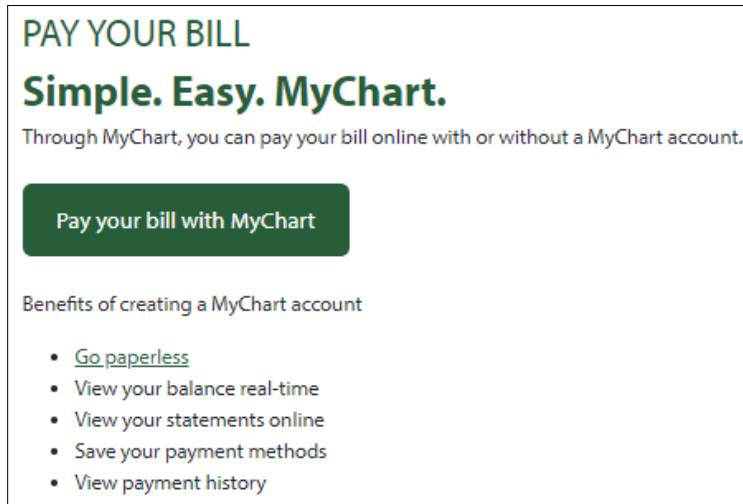 PAY YOUR BILL
Simple. Easy. MyChart.
Through MyChart, you can pay your bill online with or without a MyChart account.
Pay your bill with MyChart
Benefits of creating a MyChart account
• Go paperless
• View your balance real-time
• View your statements online
• Save your payment methods
• View payment history